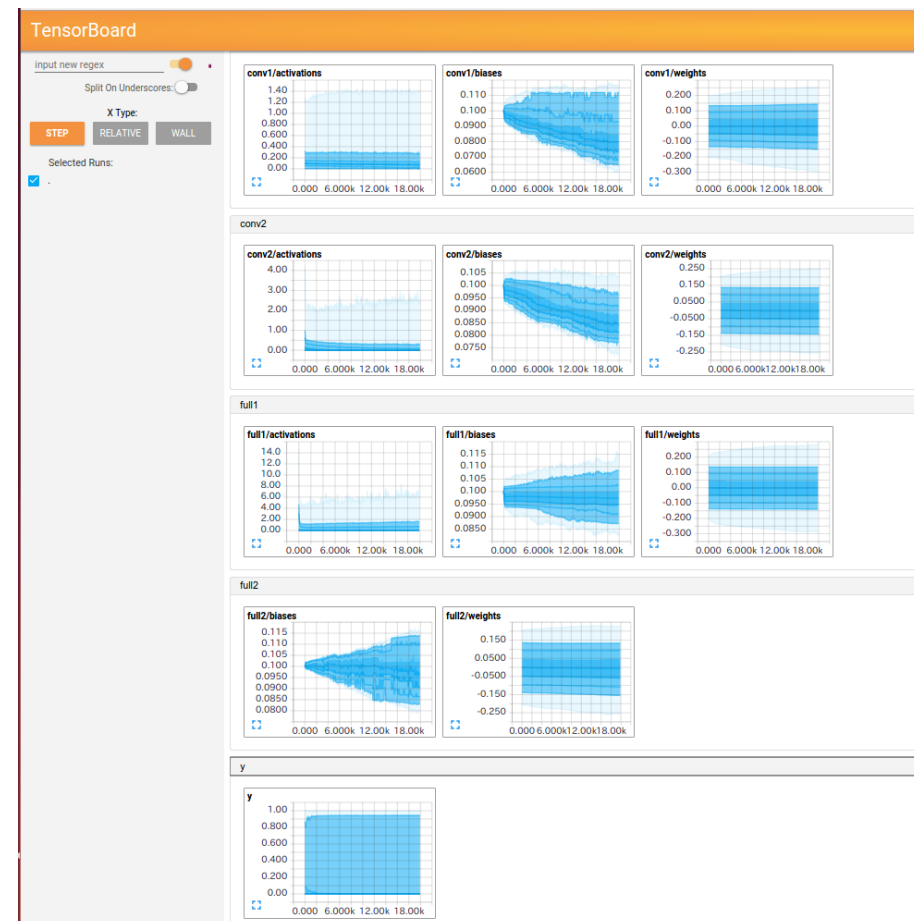 TensorBoard
input new regex
Split On Underscores:
X Type:
STEP RELATIVE WALL
Selected Runs:
.
conv1/activations
1.40
1.20
1.00
0.800
0.600
0.400
0.200
0.00
0.000 6.000k 12.00k 18.00k
conv1/biases
0.110
0.100
0.0900
0.0800
0.0700
0.0600
0.000 6.000k 12.00k 18.00k
conv1/weights
0.200
0.100
0.00
-0.100
-0.200
-0.300
0.000 6.000k 12.00k 18.00k
conv2
conv2/activations
4.00
3.00
2.00
1.00
0.00
0.000 6.000k 12.00k 18.00k
conv2/biases
0.105
0.100
0.0950
0.0900
0.0850
0.0800
0.0750
0.000 6.000k 12.00k 18.00k
conv2/weights
0.250
0.150
0.0500
-0.0500
-0.150
-0.250
0.000 6.000k12.00k18.00k
full1
full1/activations
14.0
12.0
10.0
8.00
6.00
4.00
2.00
0.00
0.000 6.000k 12.00k 18.00k
full1/biases
0.115
0.110
0.105
0.100
0.0950
0.0900
0.0850
0.000 6.000k 12.00k 18.00k
full1/weights
0.200
0.100
0.00
-0.100
-0.200
-0.300
0.000 6.000k 12.00k 18.00k
full2
full2/biases
0.115
0.110
0.105
0.100
0.0950
0.0900
0.0850
0.0800
0.000 6.000k 12.00k 18.00k
full2/weights
0.150
0.0500
-0.0500
-0.150
-0.250
0.000 6.000k12.00k18.00k
y
y
1.00
0.800
0.600
0.400
0.200
0.00
0.000 6.000k 12.00k 18.00k